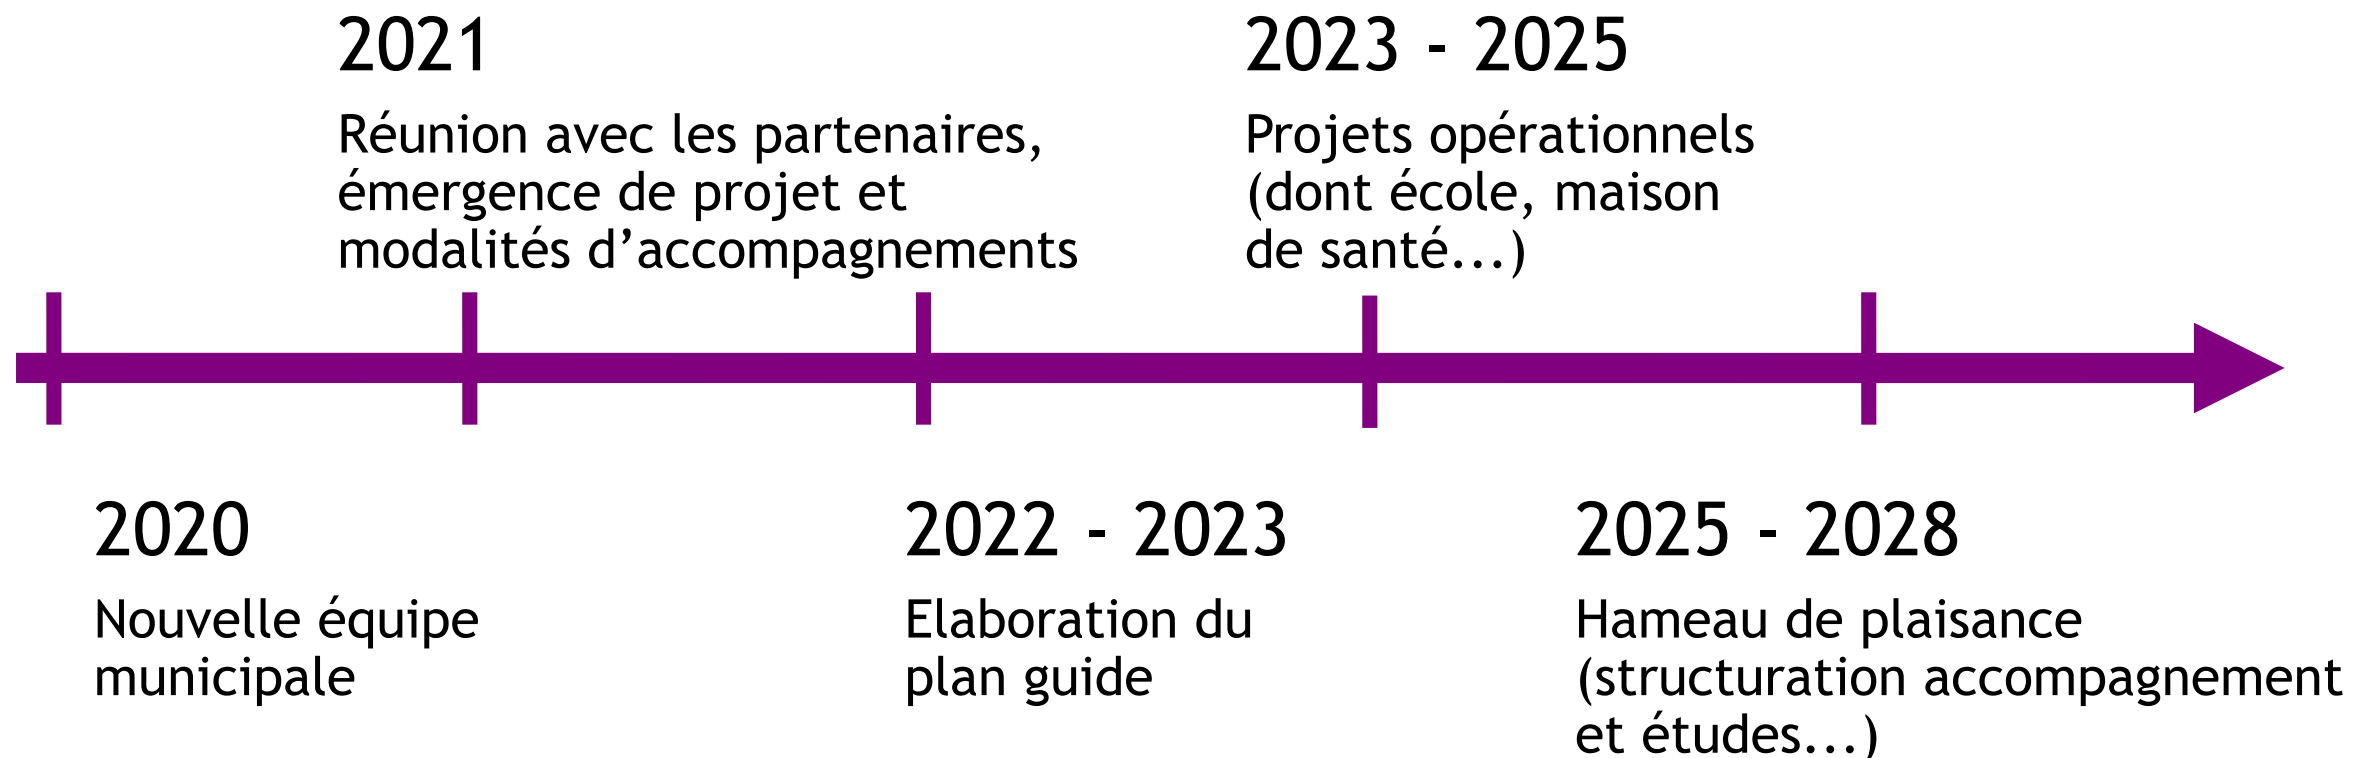 2021
Réunion avec les partenaires,
émergence de projet et
modalités d’accompagnements
2023 - 2025
Projets opérationnels
(dont école, maison
de santé...)
2020
Nouvelle équipe
municipale
2022 - 2023
Elaboration du
plan guide
2025 - 2028
Hameau de plaisance
(structuration accompagnement
et études...)